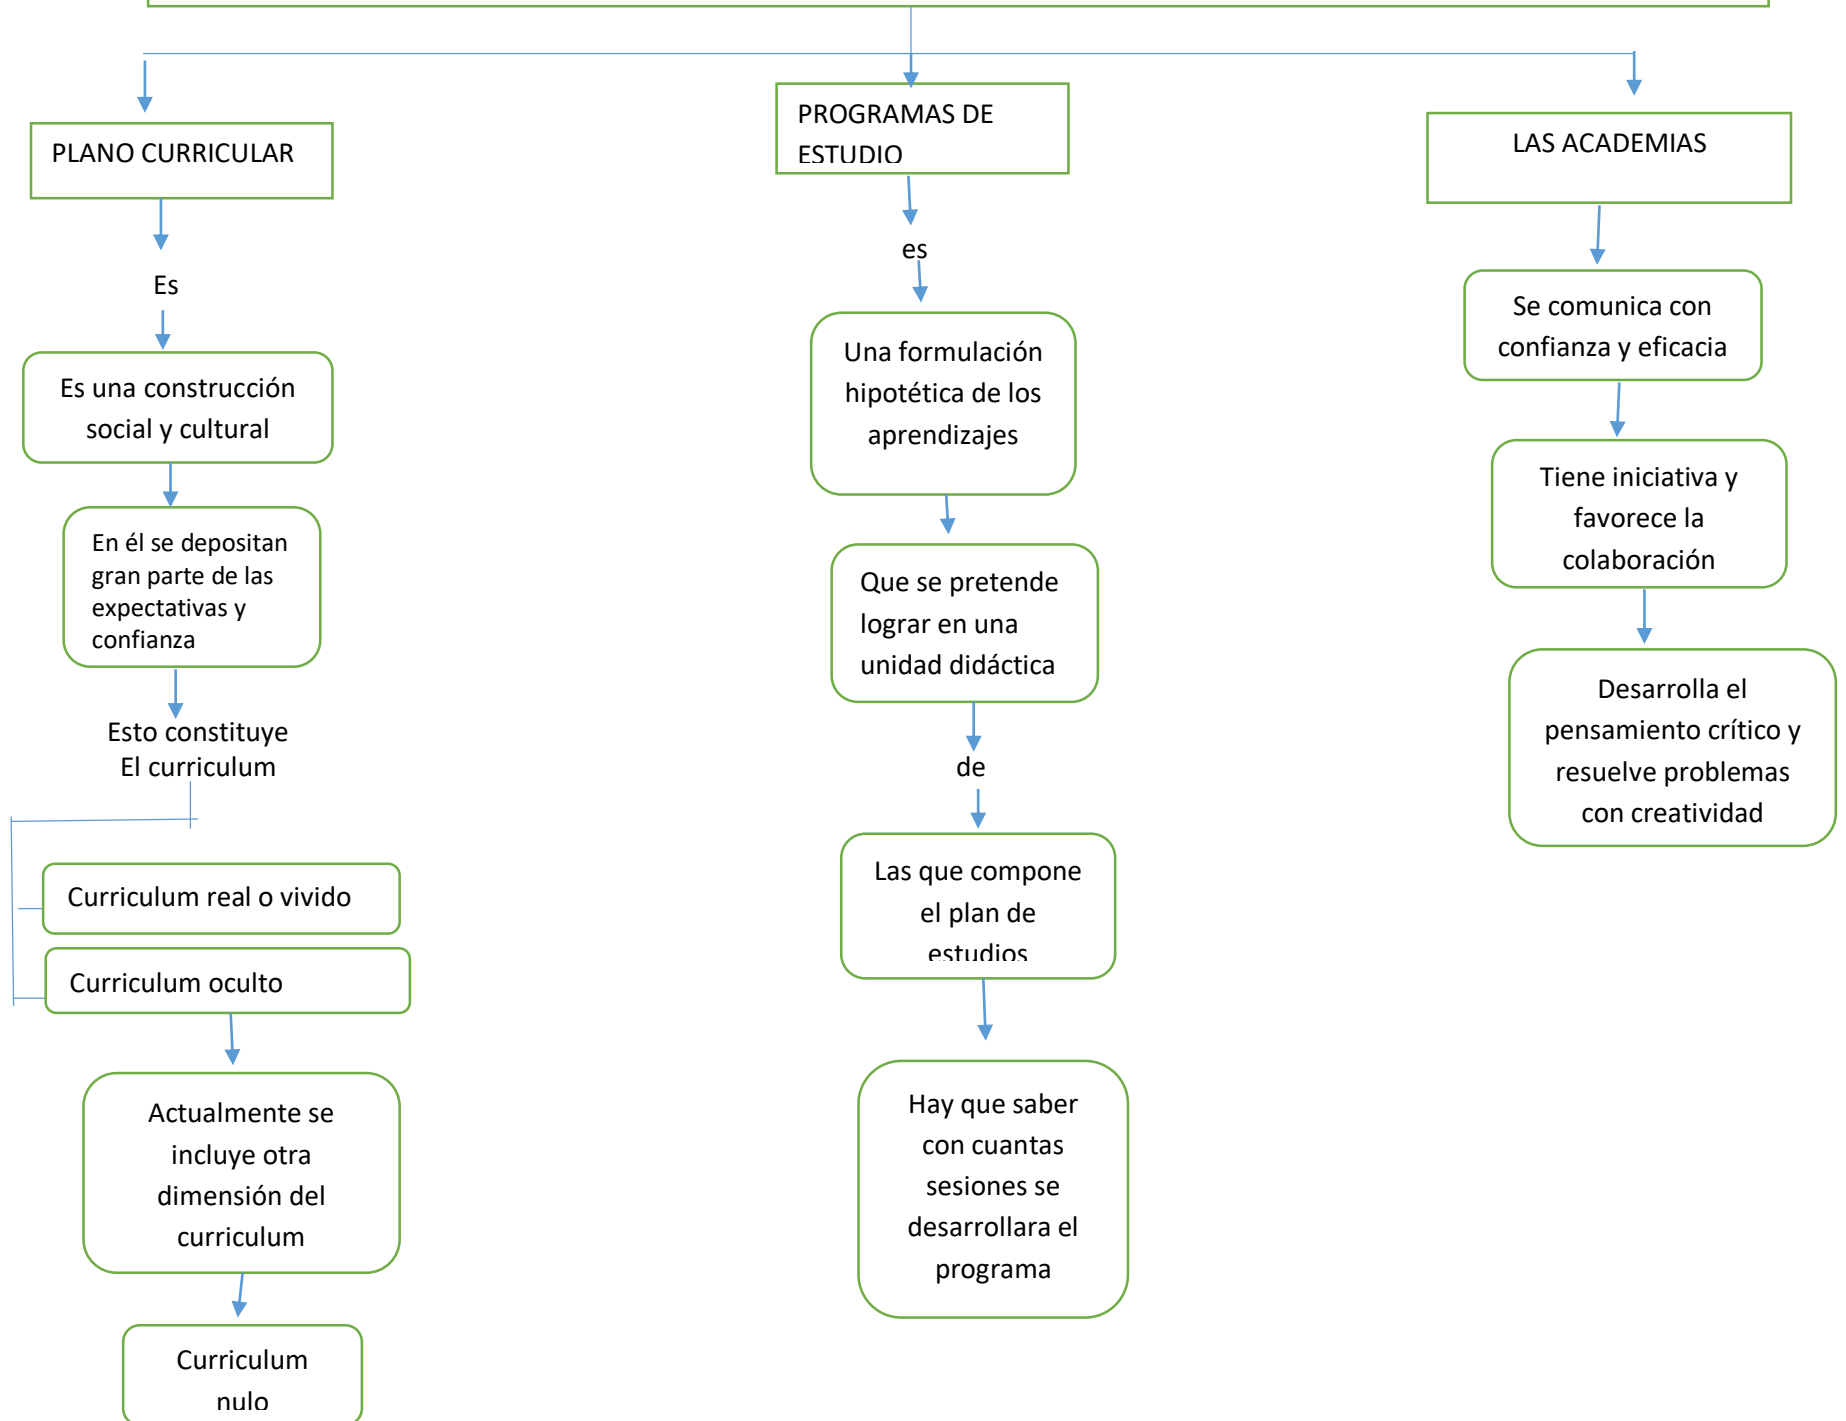 PLANO CURRICULAR
Es
Es una construcción
social y cultural
En él se depositan
gran parte de las
expectativas y
confianza
Esto constituye
El curriculum
Curriculum real o vivido
Curriculum oculto
Actualmente se
incluye otra
dimensión del
curriculum
Curriculum
nulo
PROGRAMAS DE
ESTUDIO
es
Una formulación
hipotética de los
aprendizajes
Que se pretende
lograr en una
unidad didáctica
de
Las que compone
el plan de
estudios
Hay que saber
con cuantas
sesiones se
desarrollara el
programa
LAS ACADEMIAS
Se comunica con
confianza y eficacia
Tiene iniciativa y
favorece la
colaboración
Desarrolla el
pensamiento crítico y
resuelve problemas
con creatividad